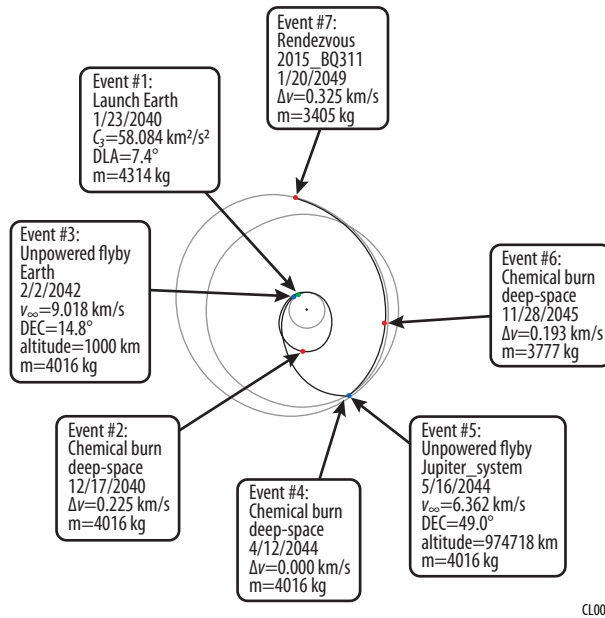 Event #7:
Rendezvous
2015_BQ311
1/20/2049
Δv=0.325 km/s
m=3405 kg
Event #1:
Launch Earth
1/23/2040
C₃=58.084 km²/s²
DLA=7.4°
m=4314 kg
Event #3:
Unpowered flyby
Earth
2/2/2042
v∞=9.018 km/s
DEC=14.8°
altitude=1000 km
m=4016 kg
Event #6:
Chemical burn
deep-space
11/28/2045
Δv=0.193 km/s
m=3777 kg
Event #2:
Chemical burn
deep-space
12/17/2040
Δv=0.225 km/s
m=4016 kg
Event #4:
Chemical burn
deep-space
4/12/2044
Δv=0.000 km/s
m=4016 kg
Event #5:
Unpowered flyby
Jupiter_system
5/16/2044
v∞=6.362 km/s
DEC=49.0°
altitude=974718 km
m=4016 kg
CL00